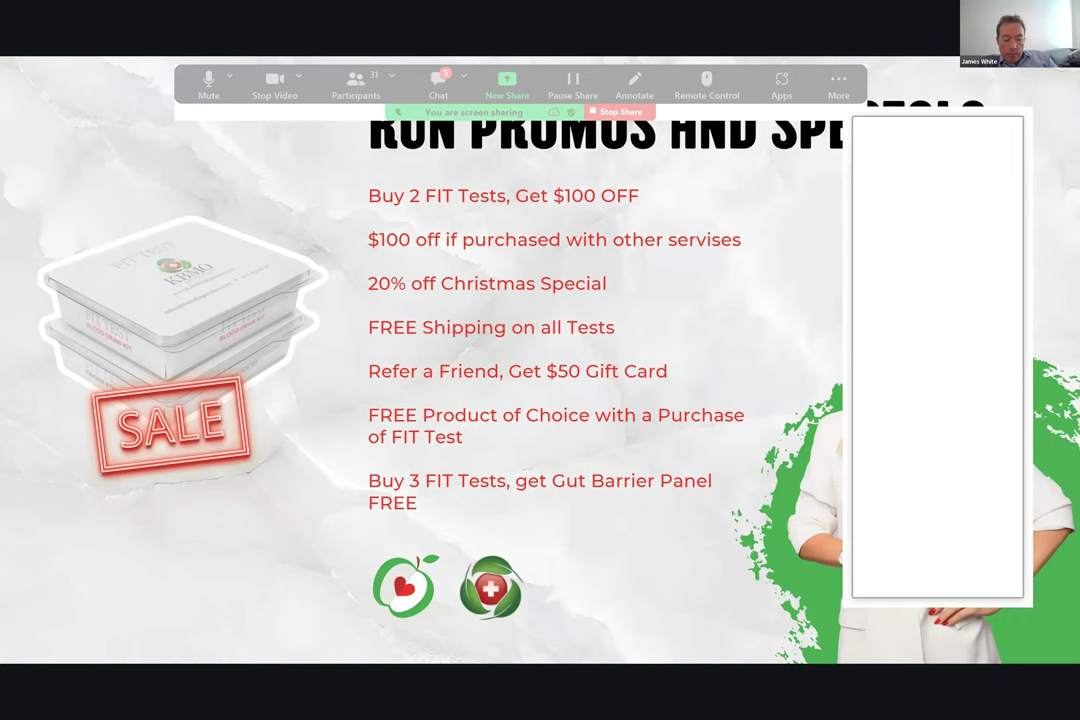 James White
31
5
Mute
Stop Video
Participants
Chat
New Share
Pause Share
Annotate
Remote Control
Apps
More
You are screen sharing
Stop Share
RUN PROMOS AND SPE
Buy 2 FIT Tests, Get $100 OFF
$100 off if purchased with other servises
20% off Christmas Special
FREE Shipping on all Tests
Refer a Friend, Get $50 Gift Card
FREE Product of Choice with a Purchase
of FIT Test
Buy 3 FIT Tests, get Gut Barrier Panel
FREE
FIT TEST
KBMO
SALE